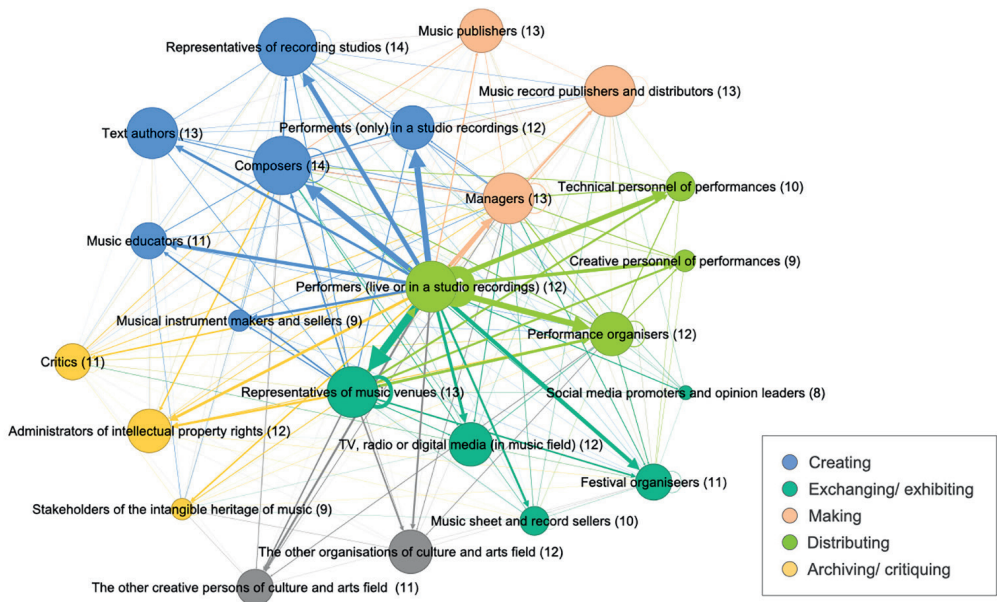 Music publishers (13)
Representatives of recording studios (14)
Music record publishers and distributors (13)
Text authors (13)
Performents (only) in a studio recordings (12)
Composers (14)
Technical personnel of performances (10)
Managers (13)
Music educators (11)
Creative personnel of performances (9)
Performers (live or in a studio recordings) (12)
Musical instrument makers and sellers (9)
Performance organisers (12)
Critics (11)
Representatives of music venues (13)
Social media promoters and opinion leaders (8)
Administrators of intellectual property rights (12)
TV, radio or digital media (in music field) (12)
Festival organiseers (11)
Stakeholders of the intangible heritage of music (9)
Music sheet and record sellers (10)
The other organisations of culture and arts field (12)
The other creative persons of culture and arts field (11)
Creating
Exchanging/ exhibiting
Making
Distributing
Archiving/ critiquing